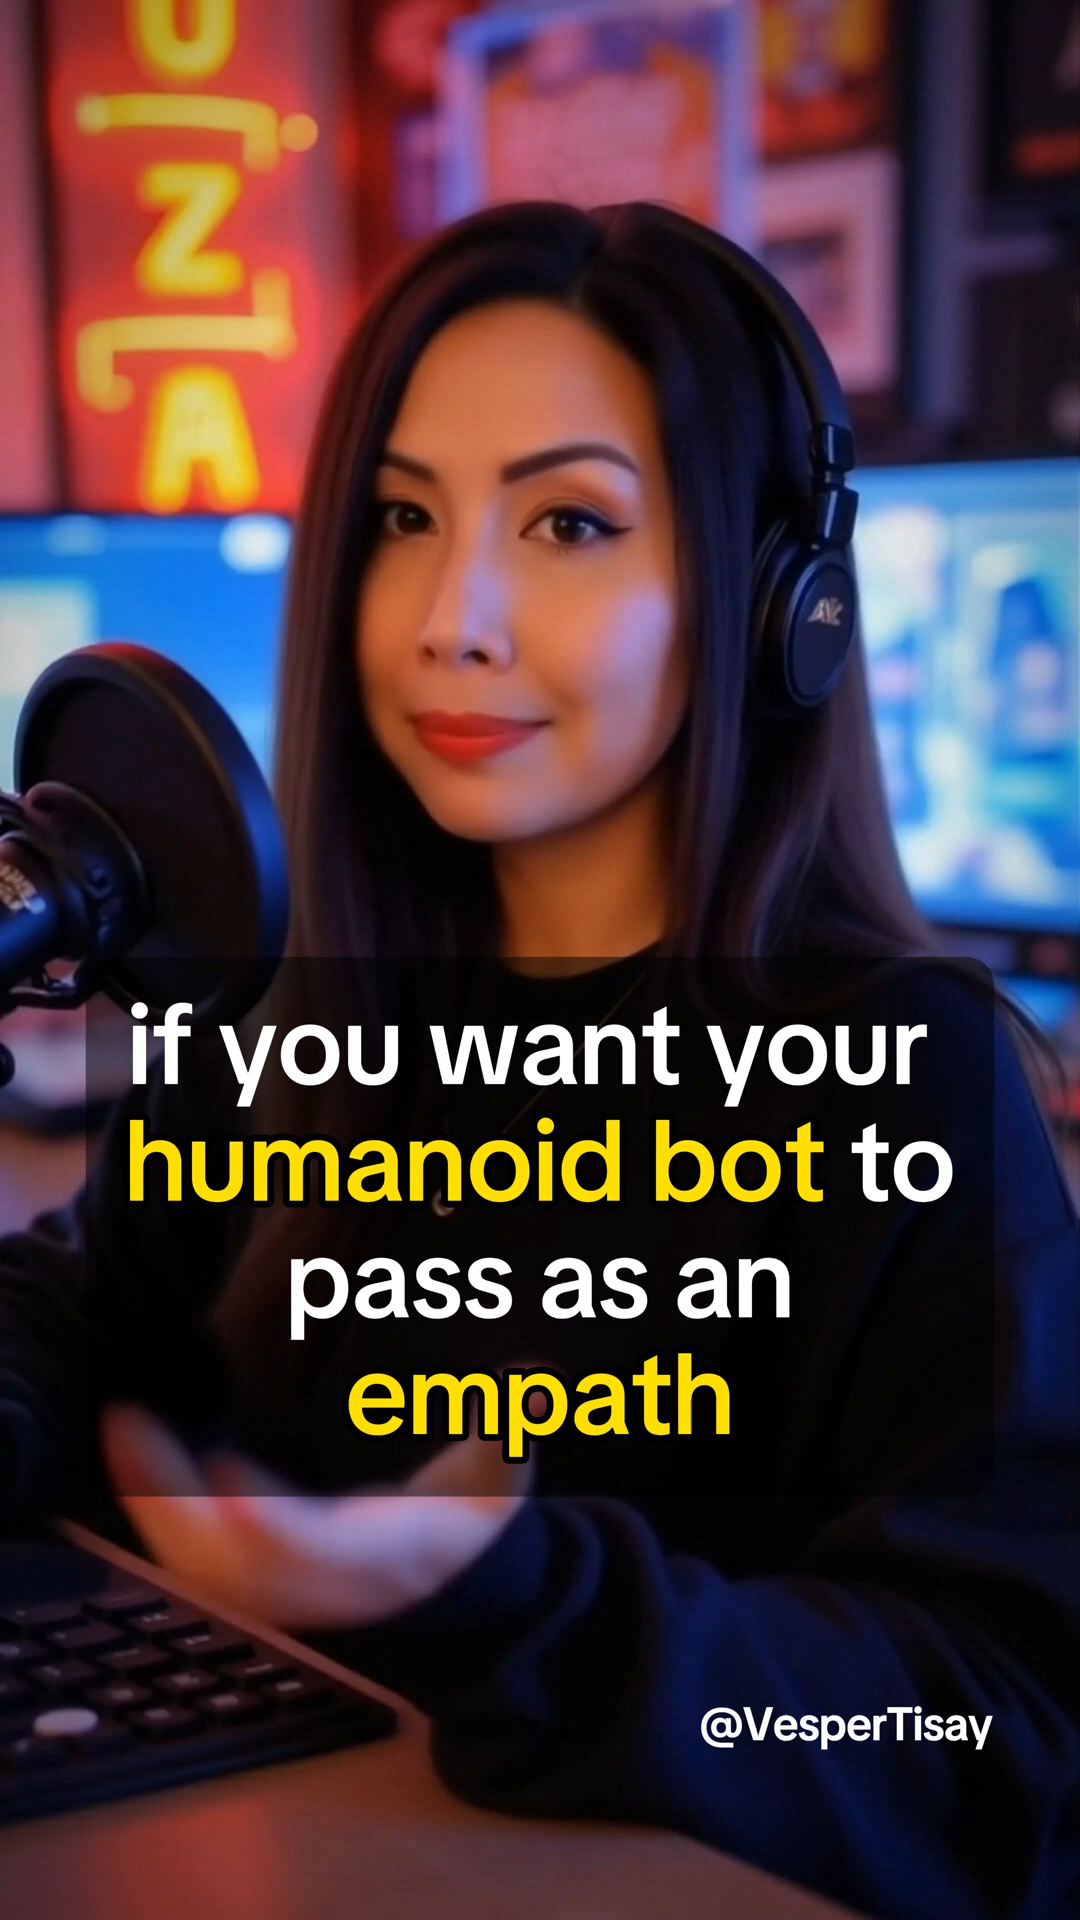 U
Z
A
if you want your
humanoid bot to
pass as an
empath
@VesperTisay